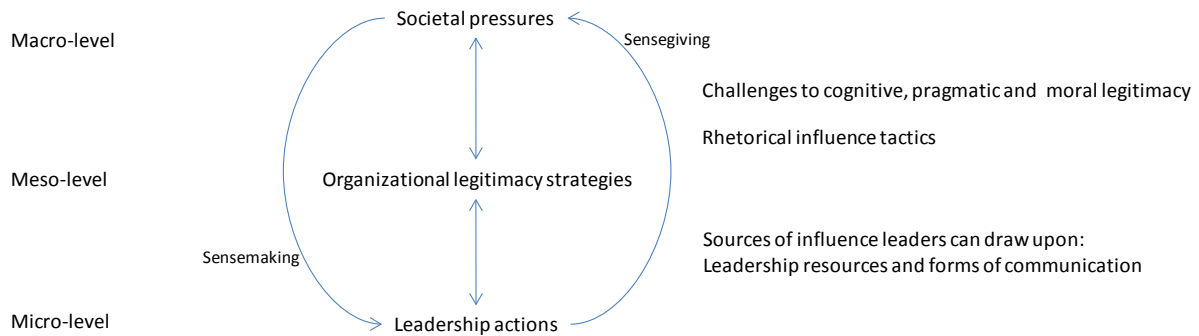 Societal pressures
Macro-level
Sensegiving
Challenges to cognitive, pragmatic and moral legitimacy
Rhetorical influence tactics
Meso-level
Organizational legitimacy strategies
Sources of influence leaders can draw upon:
Leadership resources and forms of communication
Sensemaking
Micro-level
Leadership actions